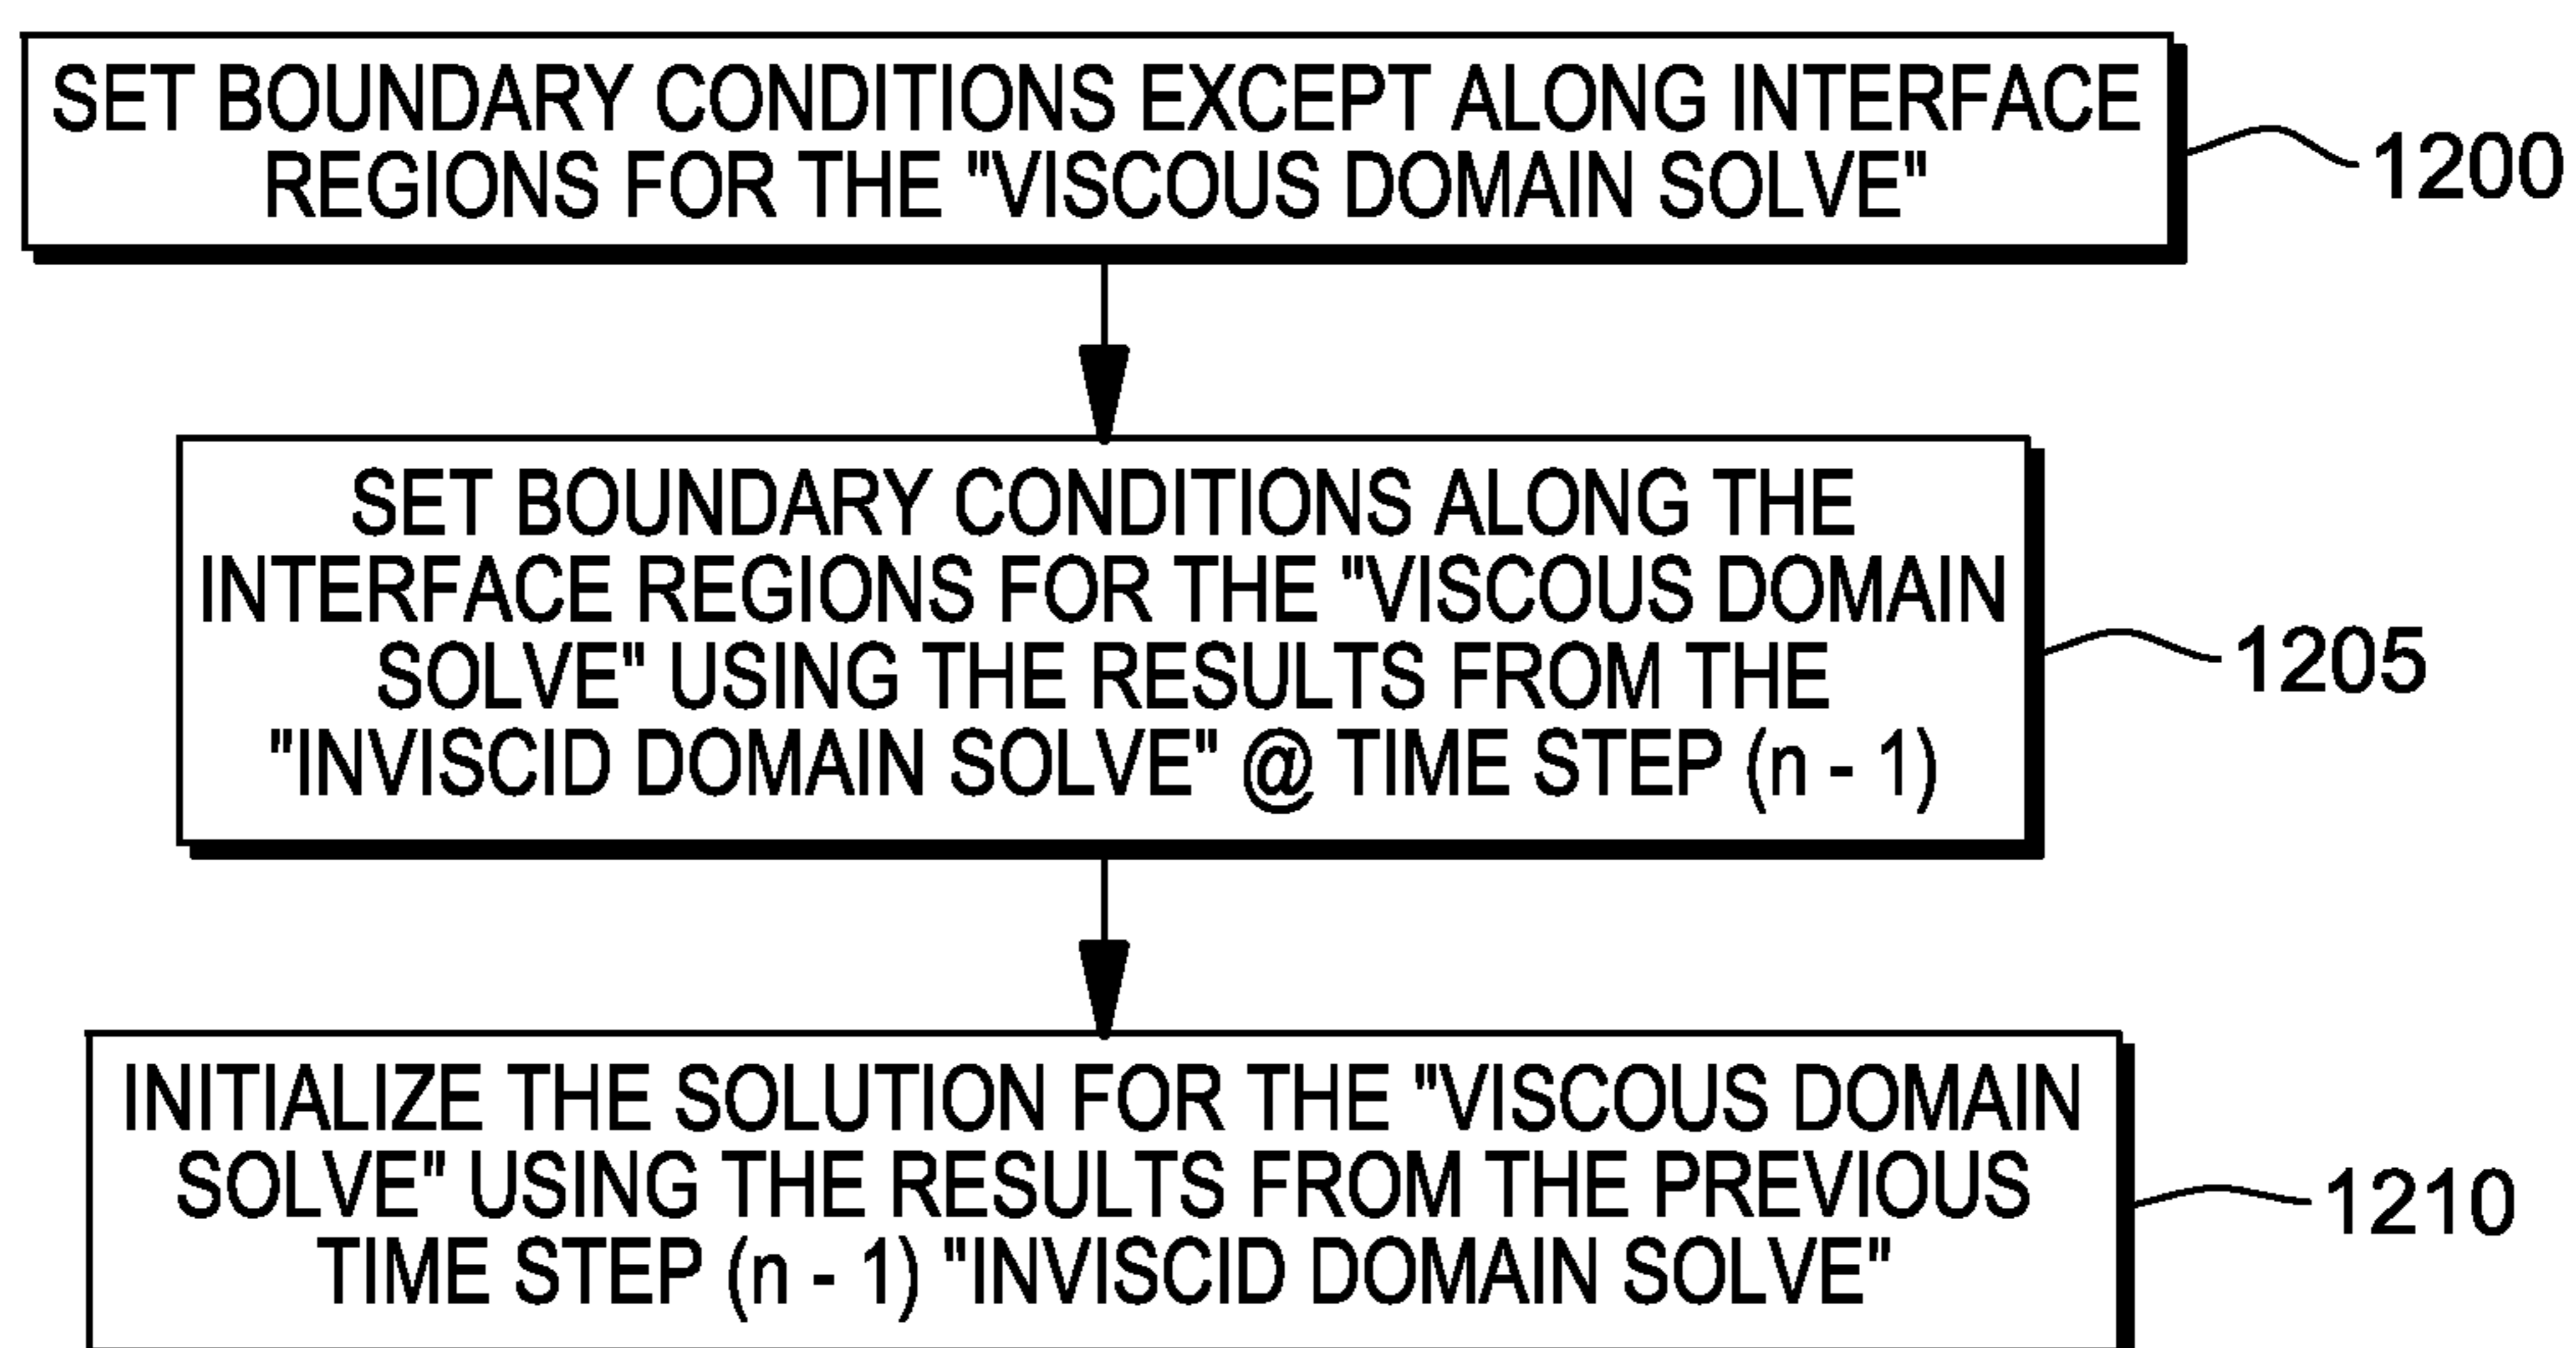 SET BOUNDARY CONDITIONS EXCEPT ALONG INTERFACE
REGIONS FOR THE "VISCOUS DOMAIN SOLVE"
1200
SET BOUNDARY CONDITIONS ALONG THE
INTERFACE REGIONS FOR THE "VISCOUS DOMAIN
SOLVE" USING THE RESULTS FROM THE
"INVISCID DOMAIN SOLVE" @ TIME STEP (n - 1)
1205
INITIALIZE THE SOLUTION FOR THE "VISCOUS DOMAIN
SOLVE" USING THE RESULTS FROM THE PREVIOUS
TIME STEP (n - 1) "INVISCID DOMAIN SOLVE"
1210